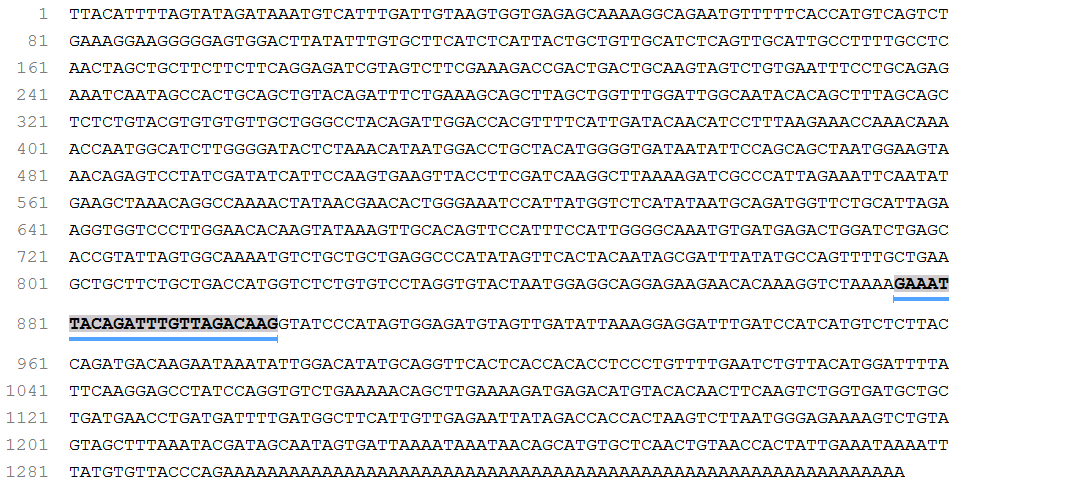 1 TTACATTTTAGTATAGATAAATGTCATTTGATTGTAAGTGGTGAGAGCAAAAGGCAGAATGTTTTTCACCATGTCAGTCT
81 GAAAGGAAGGGGGAGTGGACTTATATTTGTGCTTCATCTCATTACTGCTGTTGCATCTCAGTTGCATTGCCTTTTGCCTC
161 AACTAGCTGCTTCTTCTTCAGGAGATCGTAGTCTTCGAAAGACCGACTGACTGCAAGTAGTCTGTGAATTTCCTGCAGAG
241 AAATCAATAGCCACTGCAGCTGTACAGATTTCTGAAAGCAGCTTAGCTGGTTTGGATTGGCAATACACAGCTTTAGCAGC
321 TCTCTGTACGTGTGTGTTGCTGGGCCTACAGATTGGACCACGTTTTCATTGATACAACATCCTTTAAGAAACCAAACAAA
401 ACCAATGGCATCTTGGGGATACTCTAAACATAATGGACCTGCTACATGGGGTGATAATATTCCAGCAGCTAATGGAAGTA
481 AACAGAGTCCTATCGATATCATTCCAAGTGAAGTTACCTTCGATCAAGGCTTAAAAGATCGCCCATTAGAAATTCAATAT
561 GAAGCTAAACAGGCCAAAACTATAACGAACACTGGGAAATCCATTATGGTCTCATATAATGCAGATGGTTCTGCATTAGA
641 AGGTGGTCCCTTGGAACACAAGTATAAAGTTGCACAGTTCCATTTCCATTGGGGCAAATGTGATGAGACTGGATCTGAGC
721 ACCGTATTAGTGGCAAAATGTCTGCTGCTGAGGCCCATATAGTTCACTACAATAGCGATTTATATGCCAGTTTTGCTGAA
801 GCTGCTTCTGCTGACCATGGTCTCTGTGTCCTAGGTGTACTAATGGAGGCAGGAGAAGAACACAAAGGTCTAAAAGAAAT
881 TACAGATTTGTTAGACAAGGTATCCCATAGTGGAGATGTAGTTGATATTAAAGGAGGATTTGATCCATCATGTCTCTTAC
961 CAGATGACAAGAATAAATATTGGACATATGCAGGTTCACTCACCACACCTCCCTGTTTTGAATCTGTTACATGGATTTTA
1041 TTCAAGGAGCCTATCCAGGTGTCTGAAAAACAGCTTGAAAAGATGAGACATGTACACAACTTCAAGTCTGGTGATGCTGC
1121 TGATGAACCTGATGATTTTGATGGCTTCATTGTTGAGAATTATAGACCACCACTAAGTCTTAATGGGAGAAAAGTCTGTA
1201 GTAGCTTTAAATACGATAGCAATAGTGATTAAAATAAATAACAGCATGTGCTCAACTGTAACCACTATTGAAATAAAATT
1281 TATGTGTTACCCAGAAAAAAAAAAAAAAAAAAAAAAAAAAAAAAAAAAAAAAAAAAAAAAAAAAAAAAAAAAAAAA